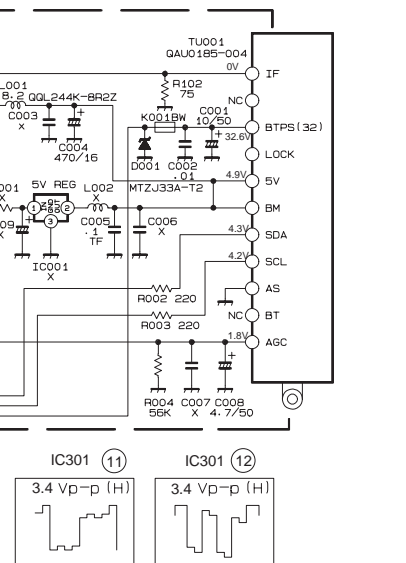 TU001
QAU0185-004
0V
IF
R102
75
L001
8.2
QQL244K-8R2Z
NC
C003
X
K001BW
C001
10/50
BTPS(32)
32.6V
C004
470/16
D001
C002
.01
LOCK
MTZJ33A-T2
4.9V
5V
5V REG
L002
1
2
3
BM
C005
.1
TF
C006
X
4.3V
SDA
IC001
X
4.2V
SCL
R002 220
AS
R003 220
NC
BT
1.8V
AGC
R004
56K
C007
X
C008
4.7/50
IC301 11
IC301 12
3.4 Vp-p (H)
3.4 Vp-p (H)